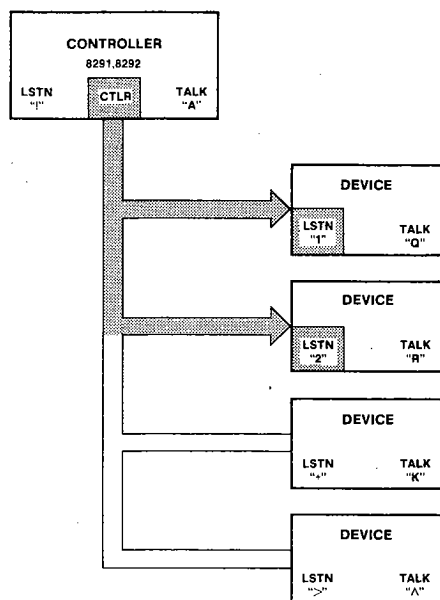 CONTROLLER
8291,8292
LSTN
"!"
CTLR
TALK
"A"
DEVICE
LSTN
"1"
TALK
"Q"
DEVICE
LSTN
"2"
TALK
"R"
DEVICE
LSTN
"+"
TALK
"K"
DEVICE
LSTN
">"
TALK
"^"